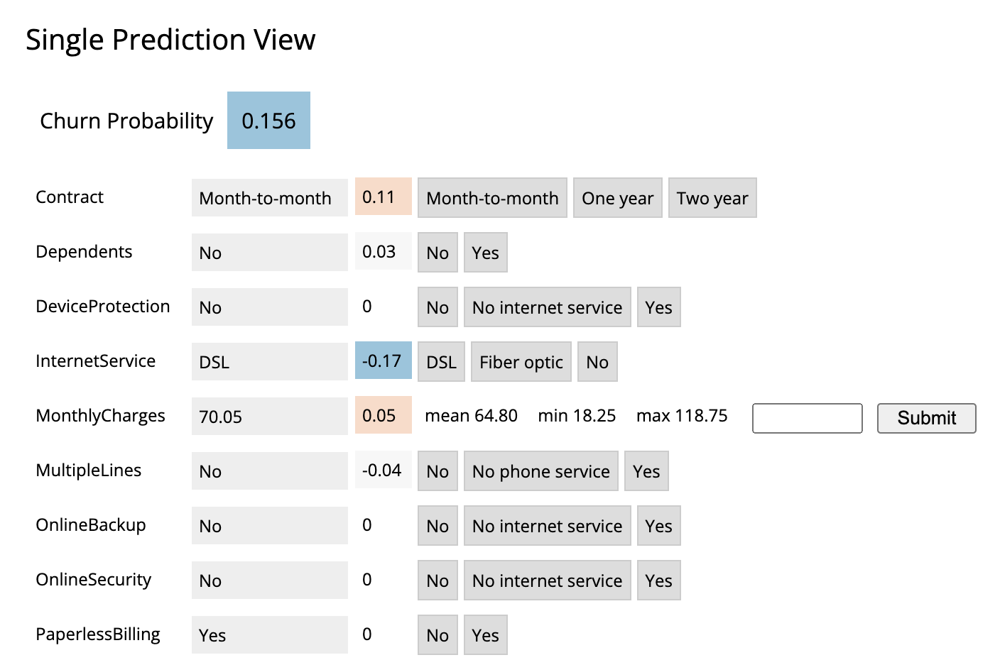 Single Prediction View
Churn Probability 0.156
Contract Month-to-month 0.11 Month-to-month One year Two year
Dependents No 0.03 No Yes
DeviceProtection No 0 No No internet service Yes
InternetService DSL -0.17 DSL Fiber optic No
MonthlyCharges 70.05 0.05 mean 64.80 min 18.25 max 118.75 Submit
MultipleLines No -0.04 No No phone service Yes
OnlineBackup No 0 No No internet service Yes
OnlineSecurity No 0 No No internet service Yes
PaperlessBilling Yes 0 No Yes